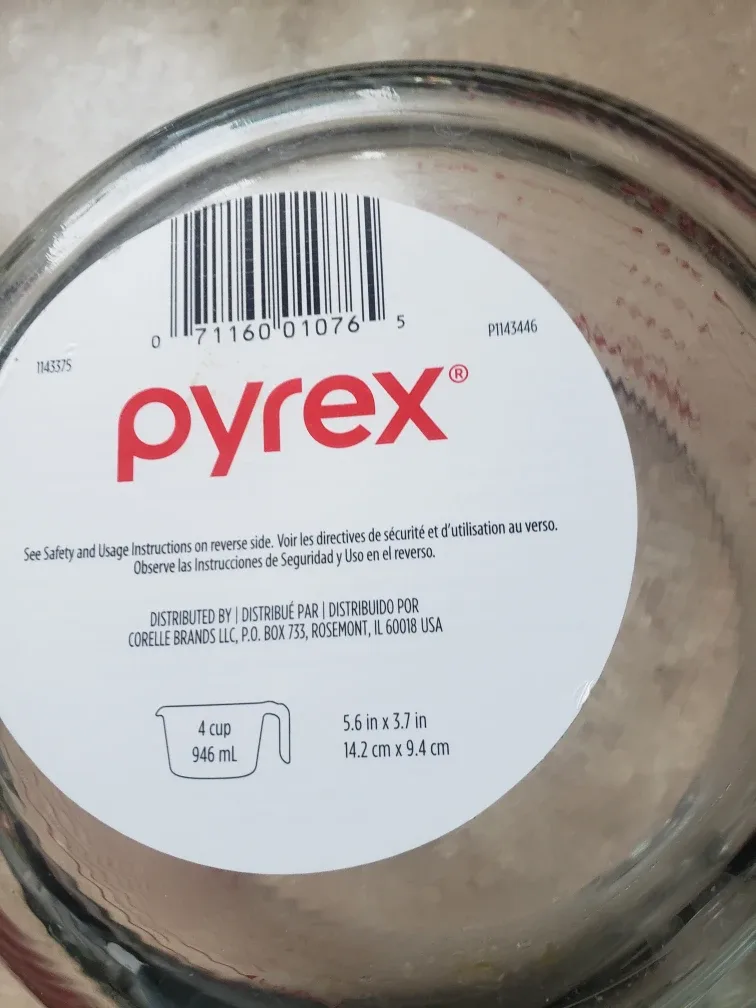 0 71160 01076 5
P1143446
1143375
pyrex®
See Safety and Usage Instructions on reverse side. Voir les directives de sécurité et d'utilisation au verso.
Observe las Instrucciones de Seguridad y Uso en el reverso.
DISTRIBUTED BY | DISTRIBUÉ PAR | DISTRIBUIDO POR
CORELLE BRANDS LLC, P.O. BOX 733, ROSEMONT, IL 60018 USA
4 cup
946 mL
5.6 in x 3.7 in
14.2 cm x 9.4 cm